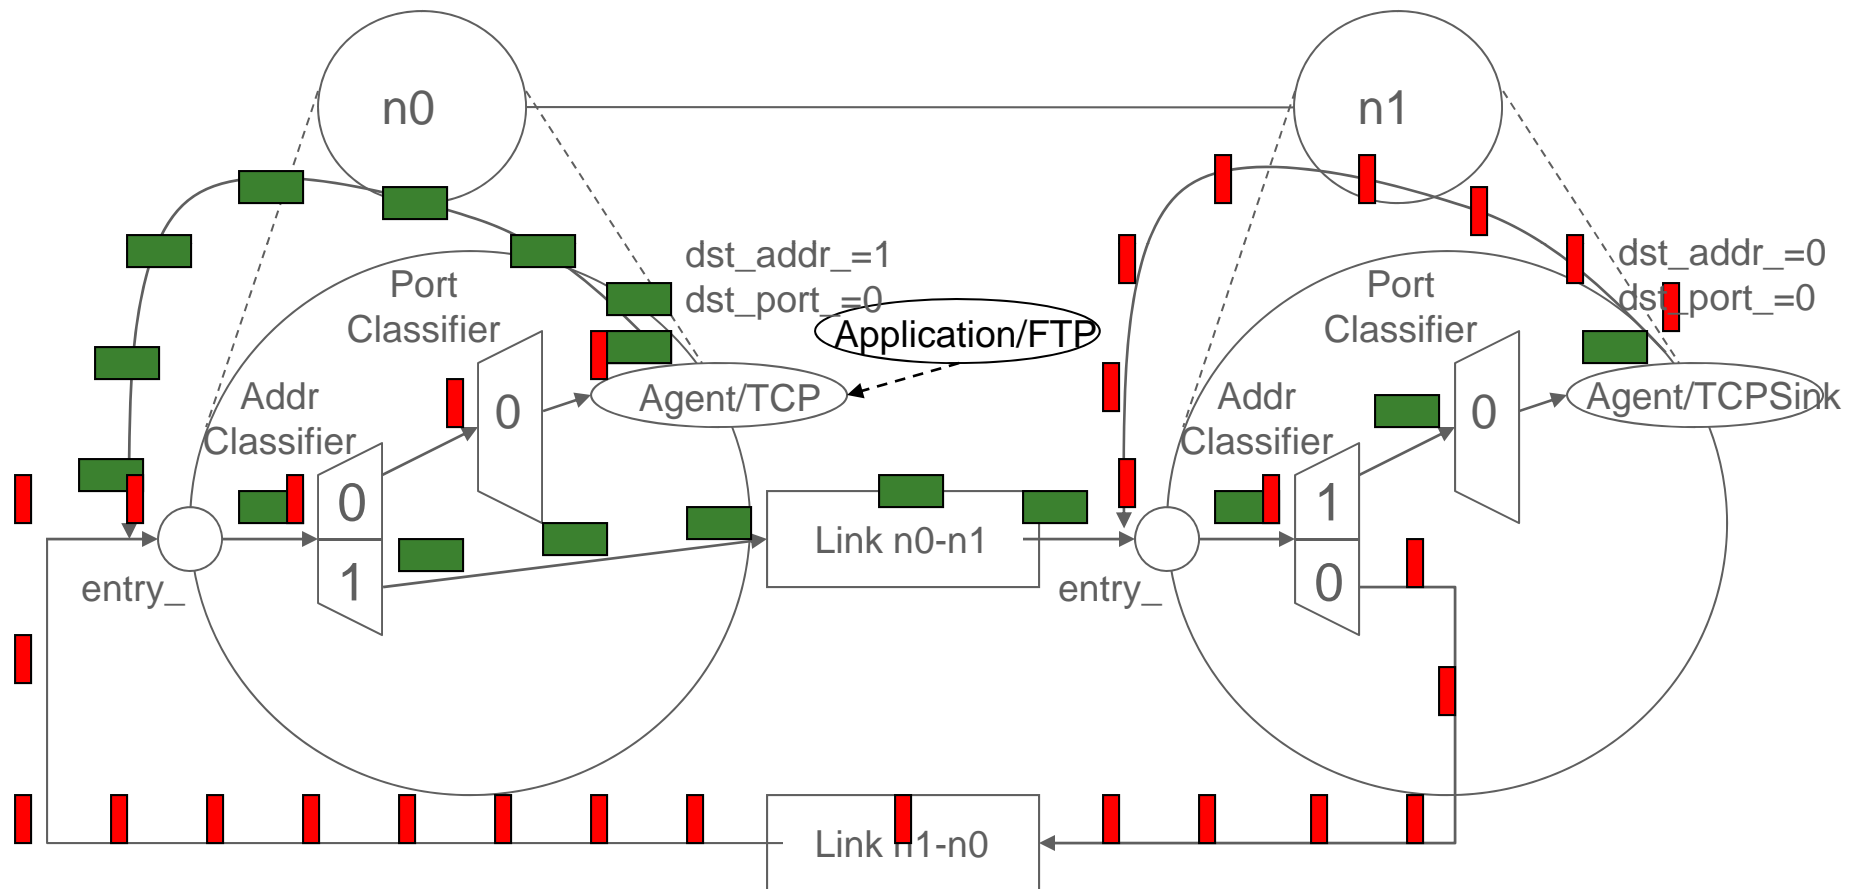 n0
n1
dst_addr_=1
dst_port_=0
dst_addr_=0
dst_port_=0
Port
Classifier
Application/FTP
Port
Classifier
Addr
Classifier
0
Agent/TCP
Addr
Classifier
0
Agent/TCPSink
0
1
entry_
Link n0-n1
entry_
1
0
Link n1-n0